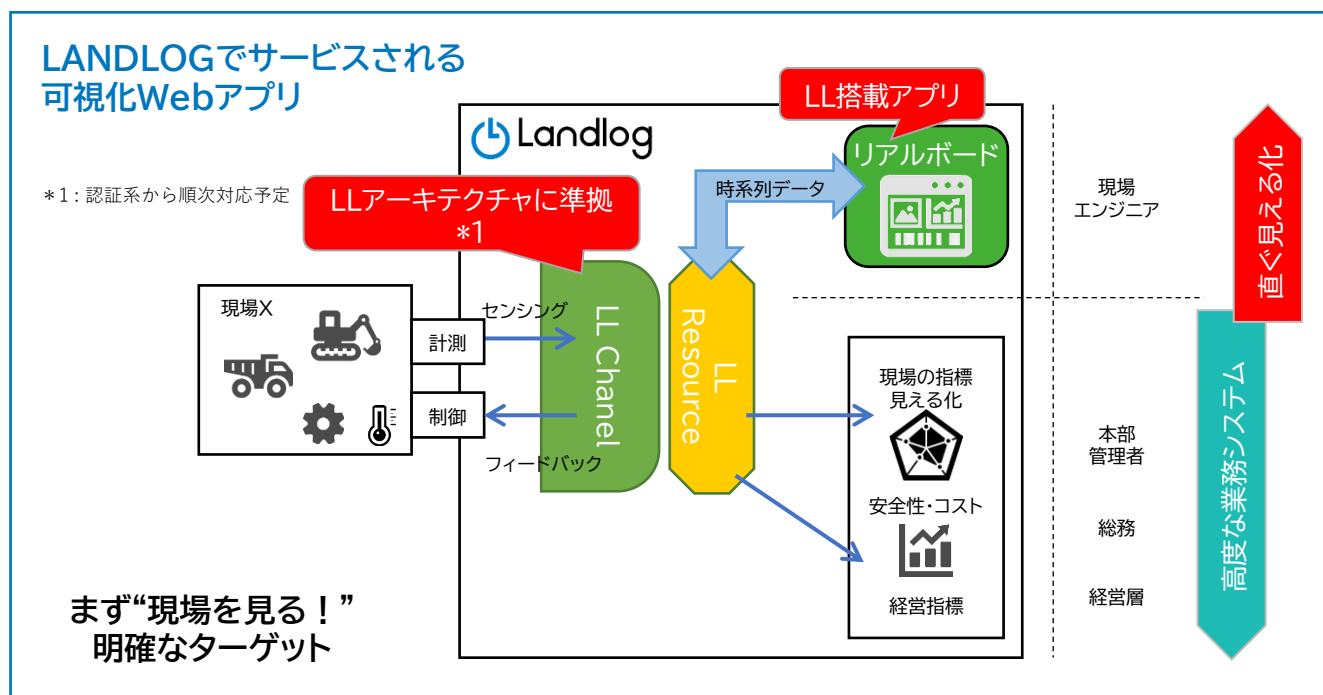 LANDLOGでサービスされる
可視化Webアプリ
*1:認証系から順次対応予定
Landlog
LL搭載アプリ
リアルボード
時系列データ
LLアーキテクチャに準拠
*1
現場X
計測
制御
センシング
フィードバック
LL Chanel
LL
Resource
現場の指標
見える化
安全性・コスト
経営指標
現場
エンジニア
本部
管理者
総務
経営層
直ぐ見える化
高度な業務システム
まず“現場を見る！”
明確なターゲット